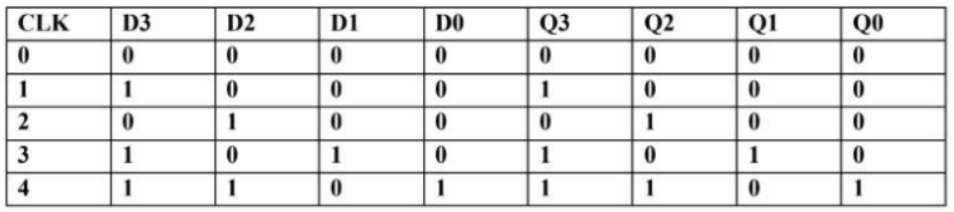 CLK D3 D2 D1 D0 Q3 Q2 Q1 Q0
0 0 0 0 0 0 0 0 0
1 1 0 0 0 1 0 0 0
2 0 1 0 0 0 1 0 0
3 1 0 1 0 1 0 1 0
4 1 1 0 1 1 1 0 1